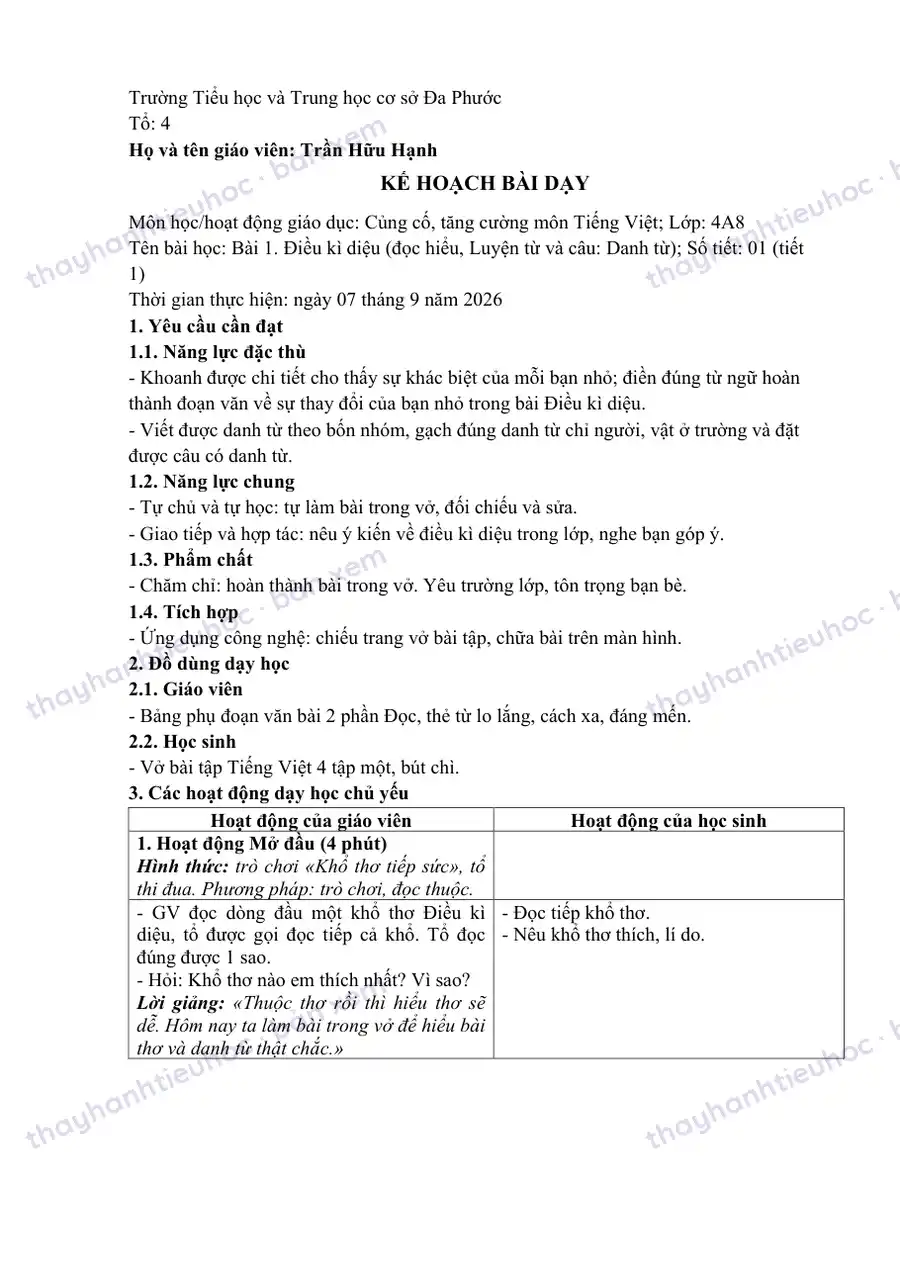 Trường Tiểu học và Trung học cơ sở Đa Phước
Tổ: 4
Họ và tên giáo viên: Trần Hữu Hạnh
KẾ HOẠCH BÀI DẠY
Môn học/hoạt động giáo dục: Củng cố, tăng cường môn Tiếng Việt; Lớp: 4A8
Tên bài học: Bài 1. Điều kì diệu (đọc hiểu, Luyện từ và câu: Danh từ); Số tiết: 01 (tiết
1)
Thời gian thực hiện: ngày 07 tháng 9 năm 2026
1. Yêu cầu cần đạt
1.1. Năng lực đặc thù
- Khoanh được chi tiết cho thấy sự khác biệt của mỗi bạn nhỏ; điền đúng từ ngữ hoàn
thành đoạn văn về sự thay đổi của bạn nhỏ trong bài Điều kì diệu.
- Viết được danh từ theo bốn nhóm, gạch đúng danh từ chỉ người, vật ở trường và đặt
được câu có danh từ.
1.2. Năng lực chung
- Tự chủ và tự học: tự làm bài trong vở, đối chiếu và sửa.
- Giao tiếp và hợp tác: nêu ý kiến về điều kì diệu trong lớp, nghe bạn góp ý.
1.3. Phẩm chất
- Chăm chỉ: hoàn thành bài trong vở. Yêu trường lớp, tôn trọng bạn bè.
1.4. Tích hợp
- Ứng dụng công nghệ: chiếu trang vở bài tập, chữa bài trên màn hình.
2. Đồ dùng dạy học
2.1. Giáo viên
- Bảng phụ đoạn văn bài 2 phần Đọc, thẻ từ lo lắng, cách xa, đáng mến.
2.2. Học sinh
- Vở bài tập Tiếng Việt 4 tập một, bút chì.
3. Các hoạt động dạy học chủ yếu
Hoạt động của giáo viên
Hoạt động của học sinh
1. Hoạt động Mở đầu (4 phút)
Hình thức: trò chơi «Khổ thơ tiếp sức», tổ
thi đua. Phương pháp: trò chơi, đọc thuộc.
- GV đọc dòng đầu một khổ thơ Điều kì
diệu, tổ được gọi đọc tiếp cả khổ. Tổ đọc
đúng được 1 sao.
- Hỏi: Khổ thơ nào em thích nhất? Vì sao?
Lời giảng: «Thuộc thơ rồi thì hiểu thơ sẽ
dễ. Hôm nay ta làm bài trong vở để hiểu bài
thơ và danh từ thật chắc.»
- Đọc tiếp khổ thơ.
- Nêu khổ thơ thích, lí do.
thayhanhtieuhoc · bản xem
thayhanhtieuhoc · b
thayhanhtieuhoc · bản xem
thayhanhtieuhoc · b
thayhanhtieuhoc · bản xem
thayhanhtieuhoc · b